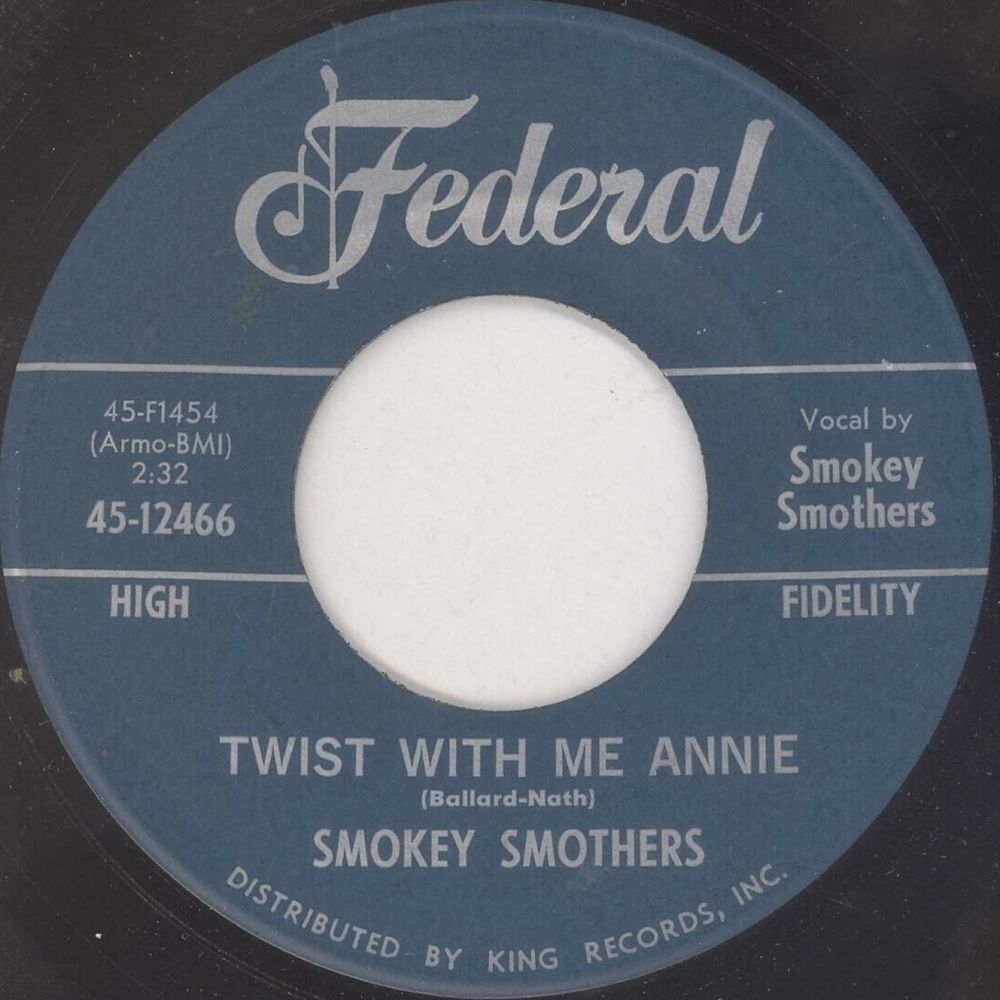 Federal
45-F1454
(Armo-BMI)
2:32
45-12466
Vocal by
Smokey
Smothers
HIGH
FIDELITY
TWIST WITH ME ANNIE
(Ballard-Nath)
SMOKEY SMOTHERS
DISTRIBUTED BY KING RECORDS, INC.